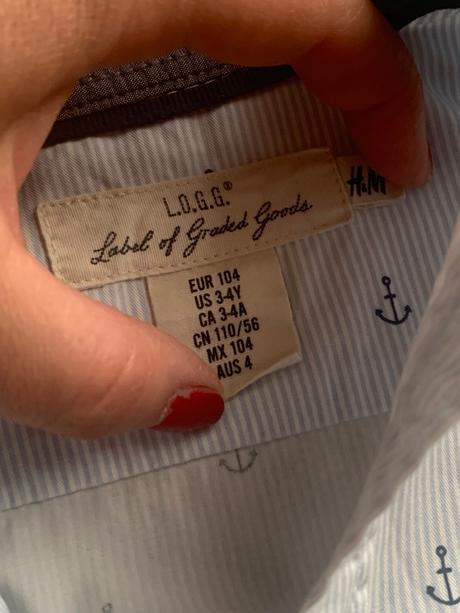 L.O.G.G.®
Label of Graded Goods
H&M
EUR 104
US 3-4Y
CA 3-4A
CN 110/56
MX 104
AUS 4